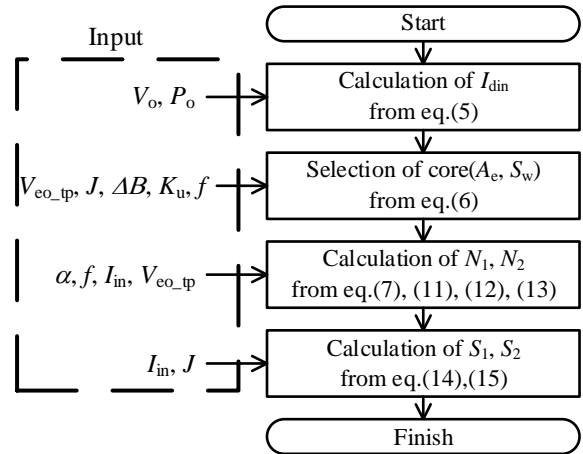 Start
Input
Calculation of I_din
from eq.(5)
V_o, P_o
Selection of core(A_e, S_w)
from eq.(6)
V_eo_tp, J, ΔB, K_u, f
Calculation of N_1, N_2
from eq.(7), (11), (12), (13)
α, f, I_in, V_eo_tp
Calculation of S_1, S_2
from eq.(14),(15)
I_in, J
Finish